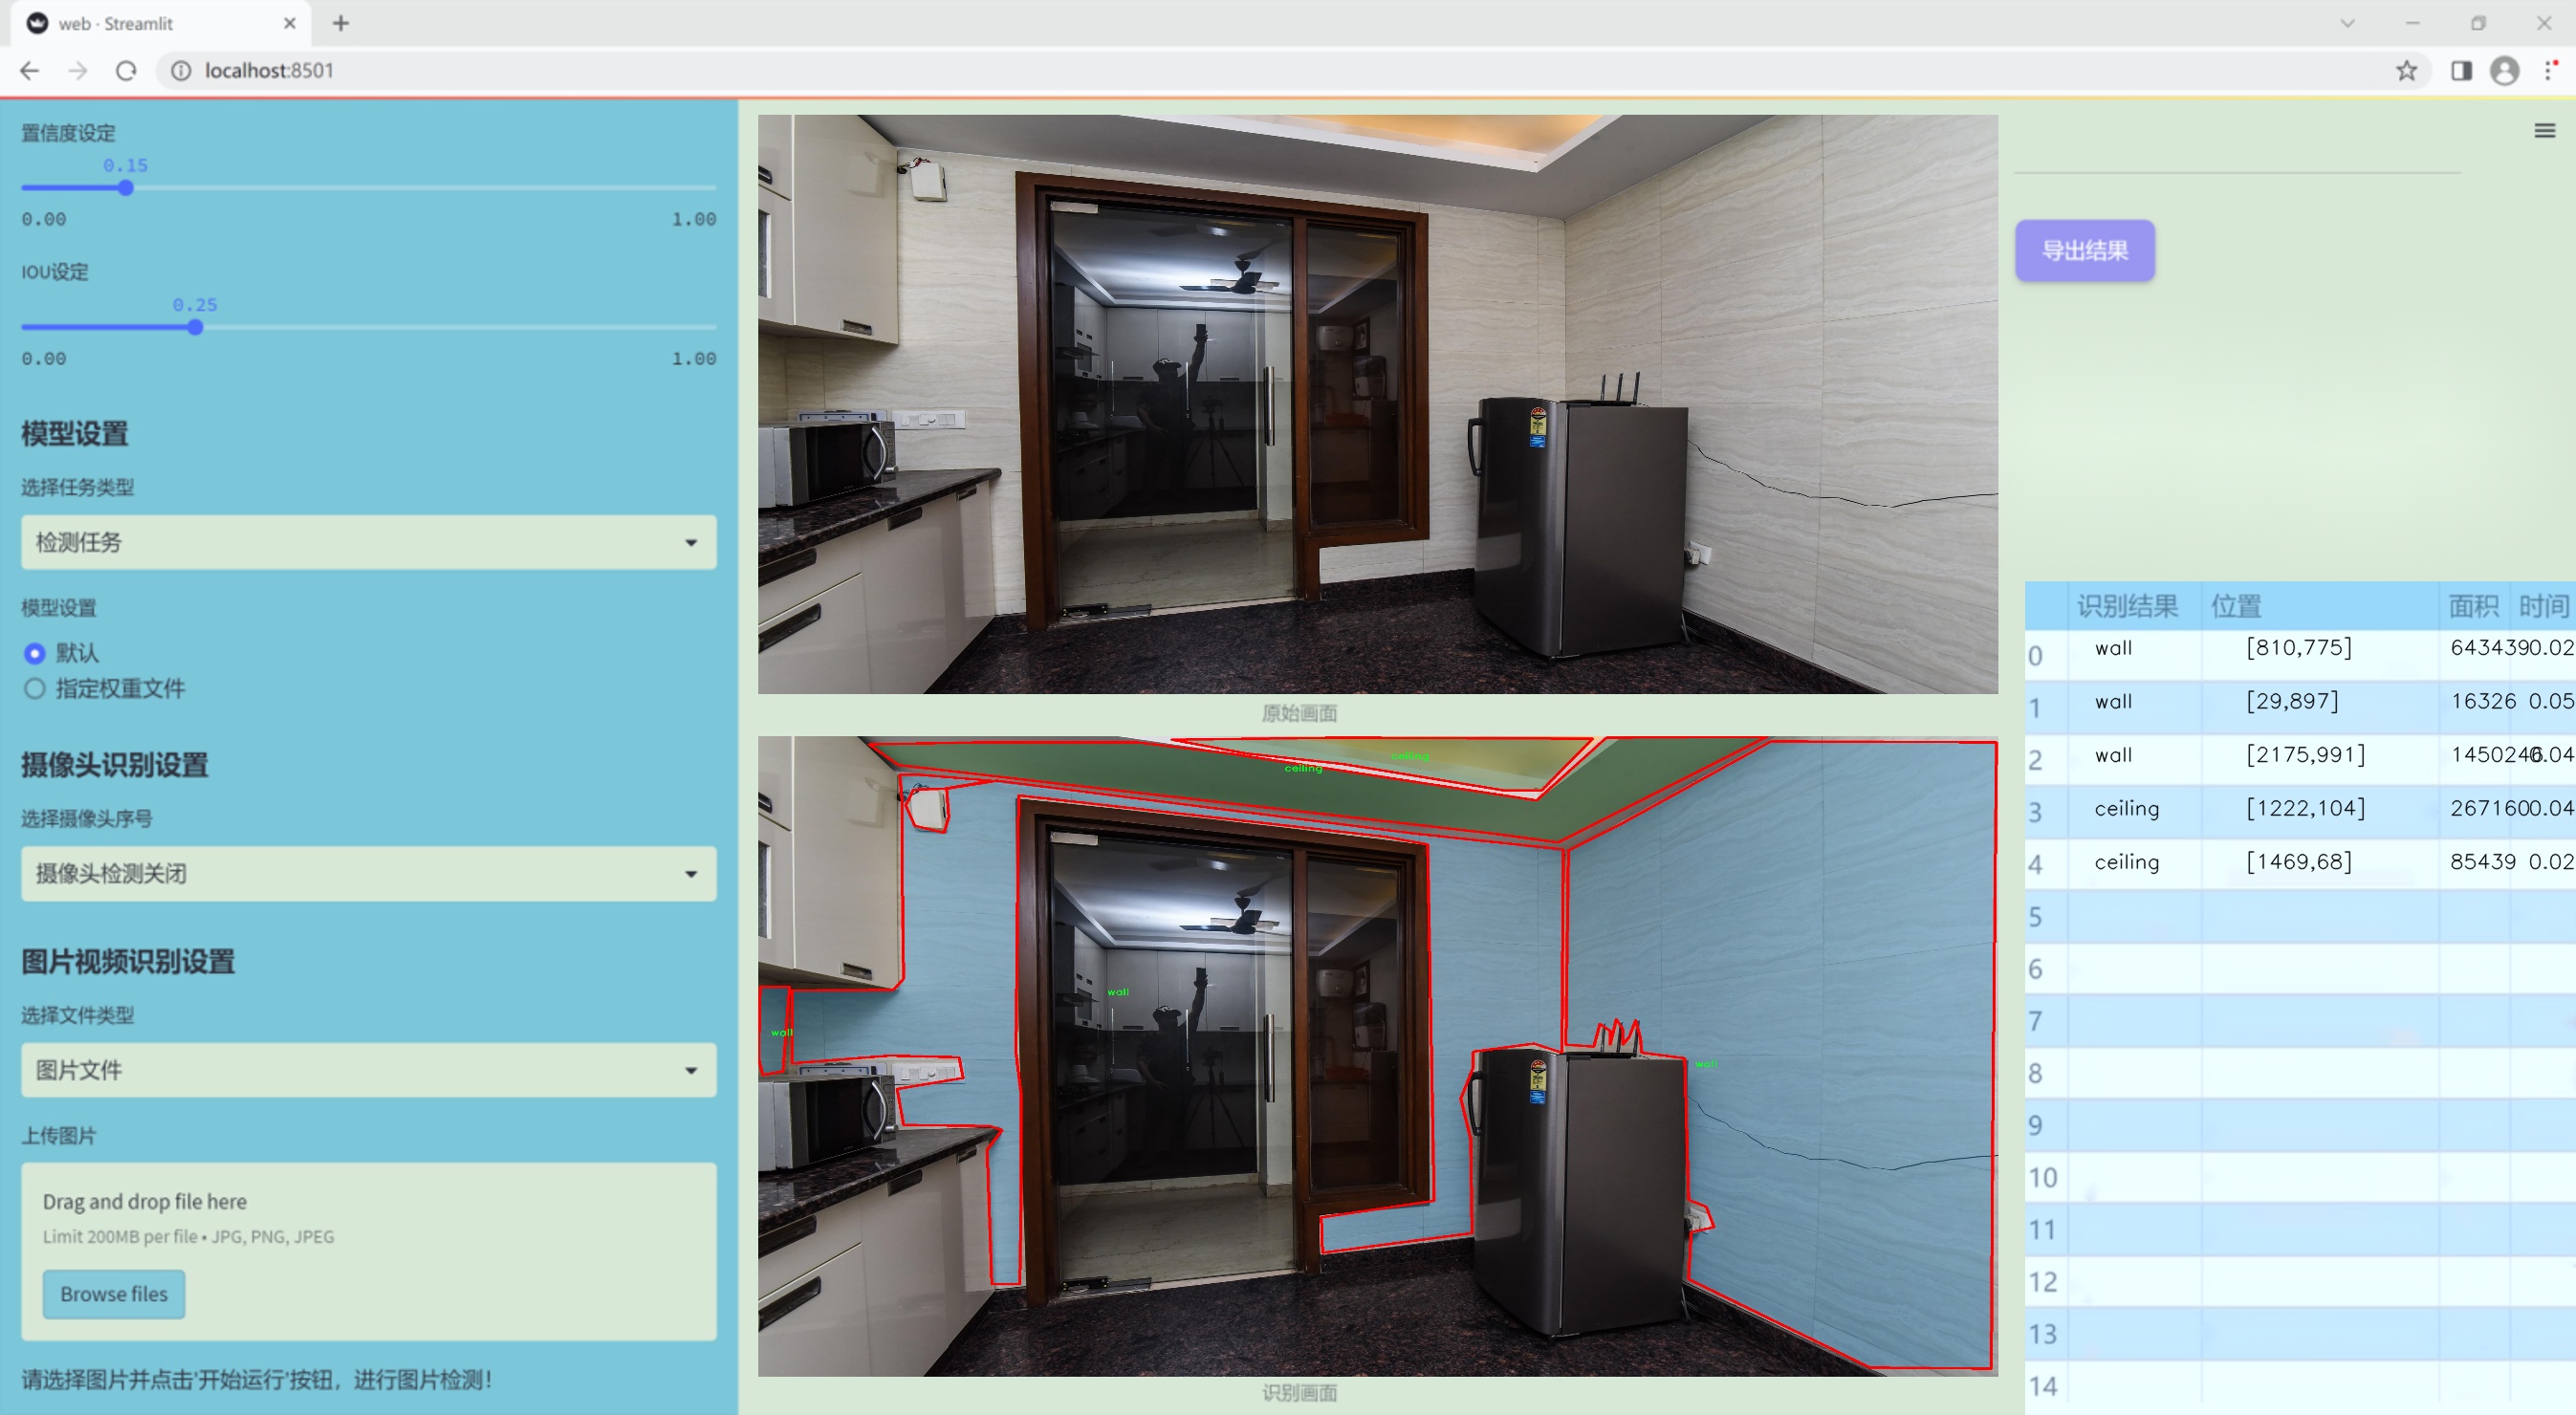 web · Streamlit
localhost:8501
置信度设定
0.15
0.00 1.00
IOU设定
0.25
0.00 1.00
模型设置
选择任务类型
检测任务
模型设置
默认
指定权重文件
摄像头识别设置
选择摄像头序号
摄像头检测关闭
图片视频识别设置
选择文件类型
图片文件
上传图片
Drag and drop file here
Limit 200MB per file • JPG, PNG, JPEG
Browse files
请选择图片并点击'开始运行'按钮，进行图片检测！
原始画面
ceiling
ceiling
wall
wall
wall
识别画面
导出结果
识别结果 位置 面积 时间
0 wall [810,775] 643439 0.02
1 wall [29,897] 16326 0.05
2 wall [2175,991] 1450246 0.04
3 ceiling [1222,104] 267160 0.04
4 ceiling [1469,68] 85439 0.02
5
6
7
8
9
10
11
12
13
14